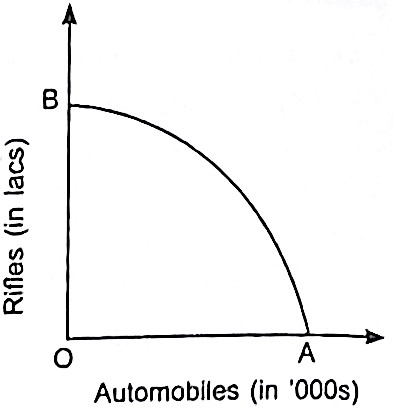 B
Rifles (in lacs)
O
A
Automobiles (in '000s)